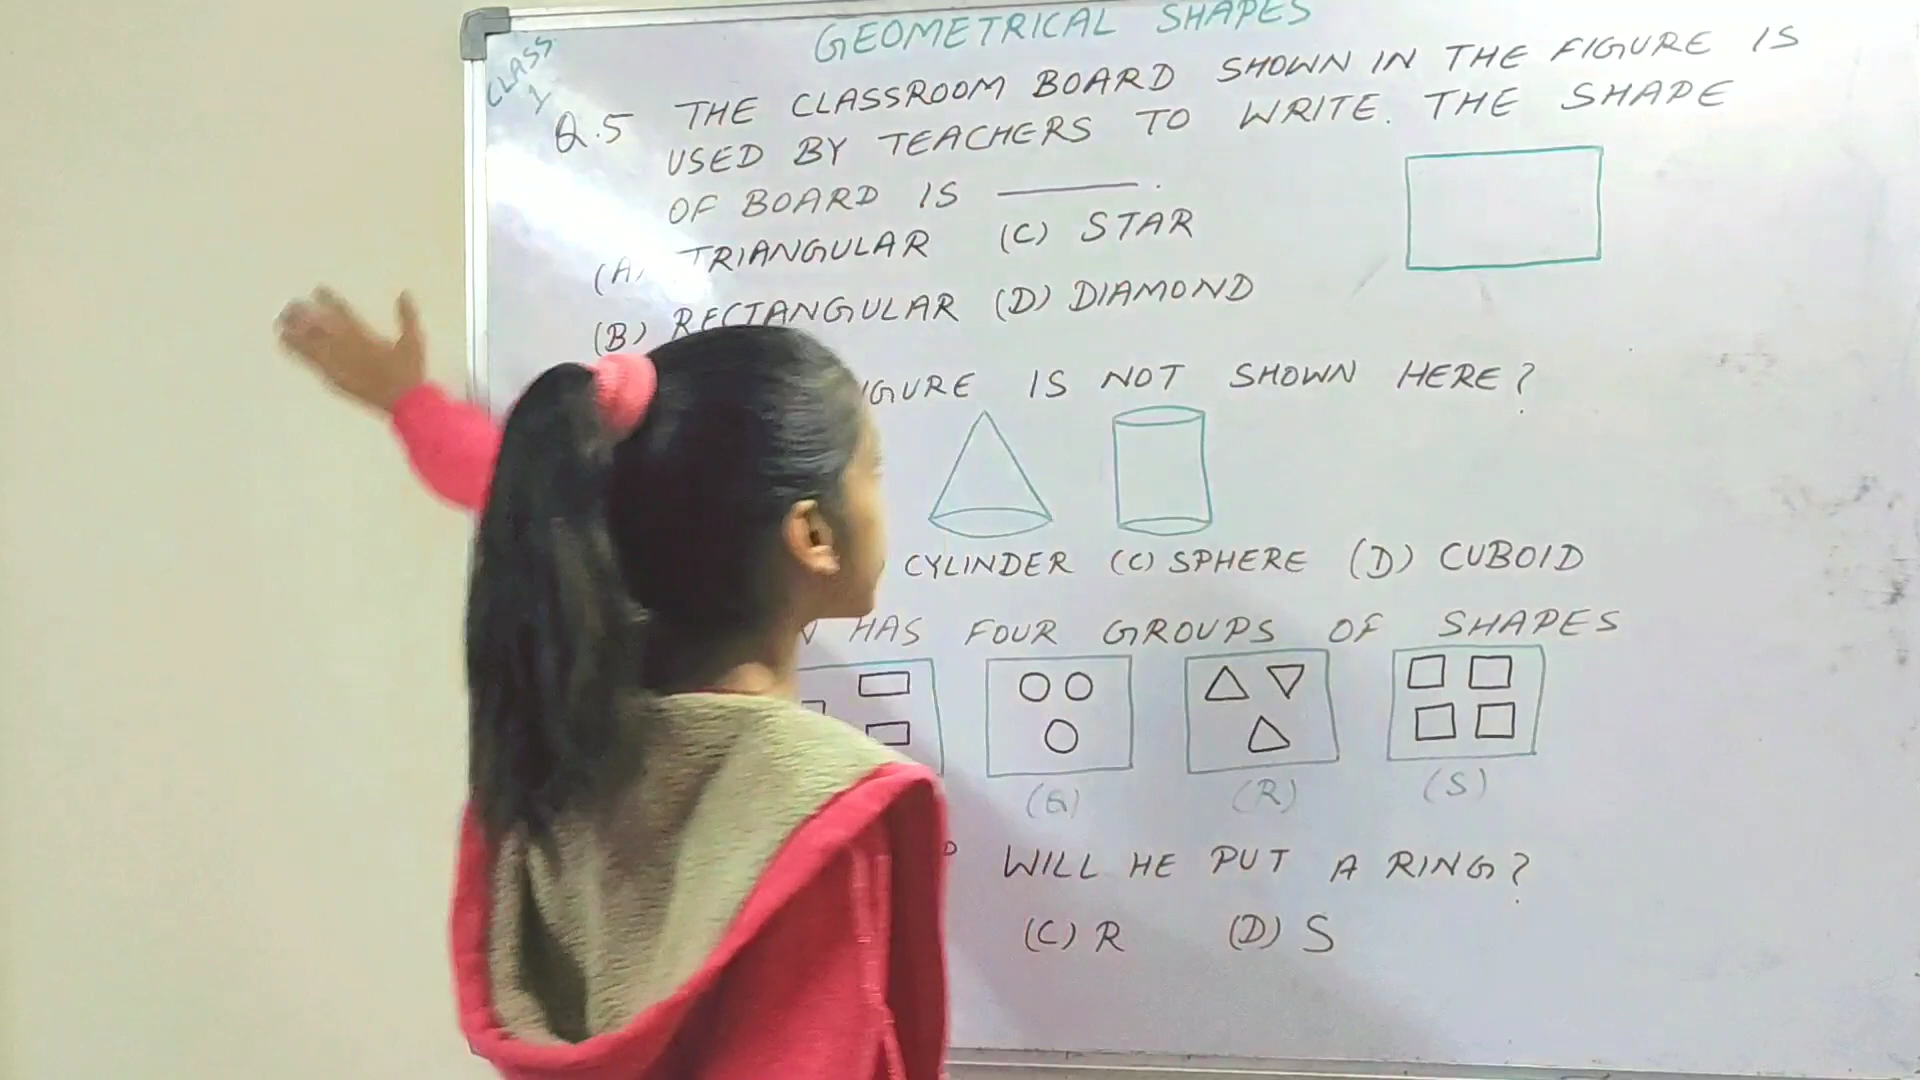 GEOMETRICAL SHAPES
CLASS
1
Q.5 THE CLASSROOM BOARD SHOWN IN THE FIGURE IS
USED BY TEACHERS TO WRITE. THE SHAPE
OF BOARD IS ______.
(A) TRIANGULAR (C) STAR
(B) RECTANGULAR (D) DIAMOND
IS NOT SHOWN HERE?
CYLINDER (C) SPHERE (D) CUBOID
HAS FOUR GROUPS OF SHAPES
(R) (S)
WILL HE PUT A RING?
(C) R (D) S